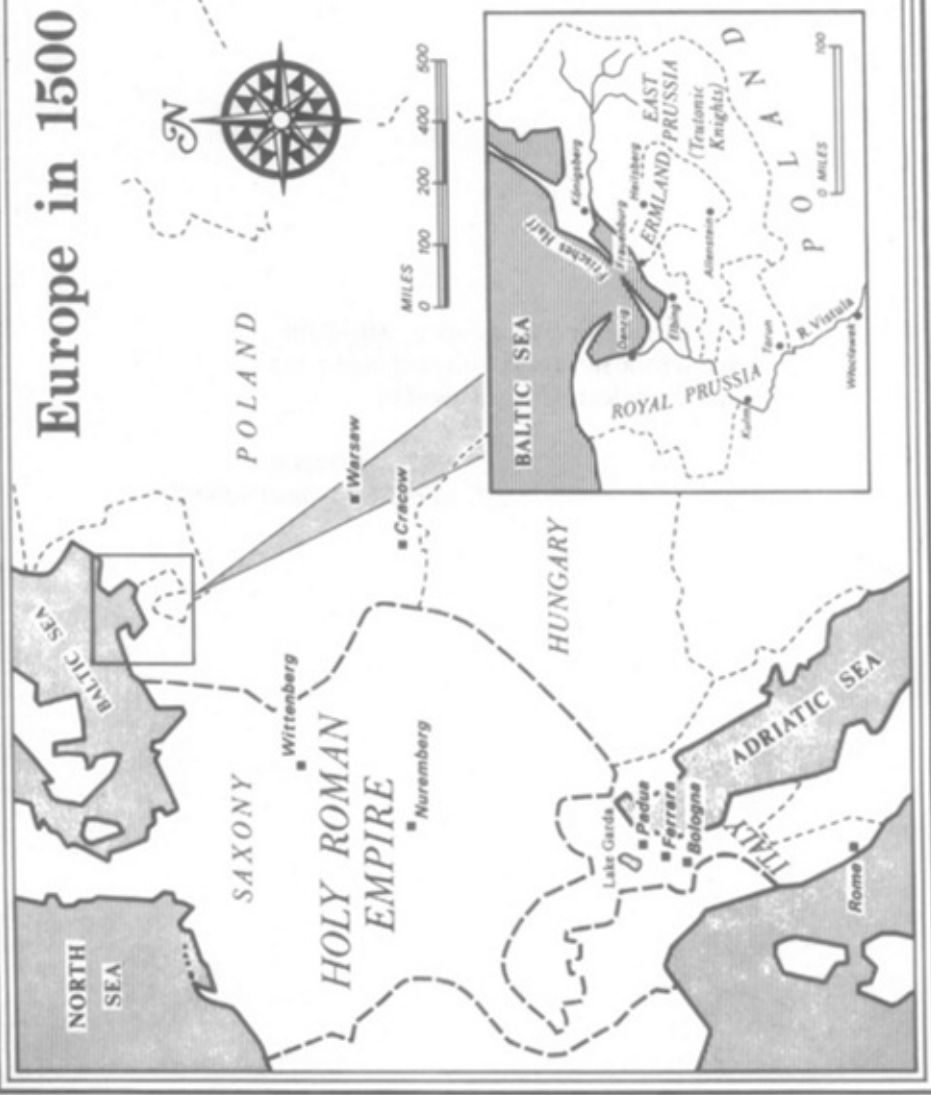 Europe in 1500
N
MILES
0 100 200 400 500
NORTH
SEA
BALTIC SEA
SAXONY
HOLY ROMAN
EMPIRE
Wittenberg
Nuremberg
POLAND
Warsaw
Cracow
HUNGARY
Lake Garda
Padua
Ferrara
Bologna
ITALY
Rome
ADRIATIC SEA
BALTIC SEA
Frisches Haff
Königsberg
Frauenburg
Heilsberg
ERMLAND
EAST
PRUSSIA
(Teutonic
Knights)
Danzig
Elbing
Allenstein
ROYAL PRUSSIA
Kulm
Torun
R. Vistula
Włocławek
POLAND
0 MILES 100